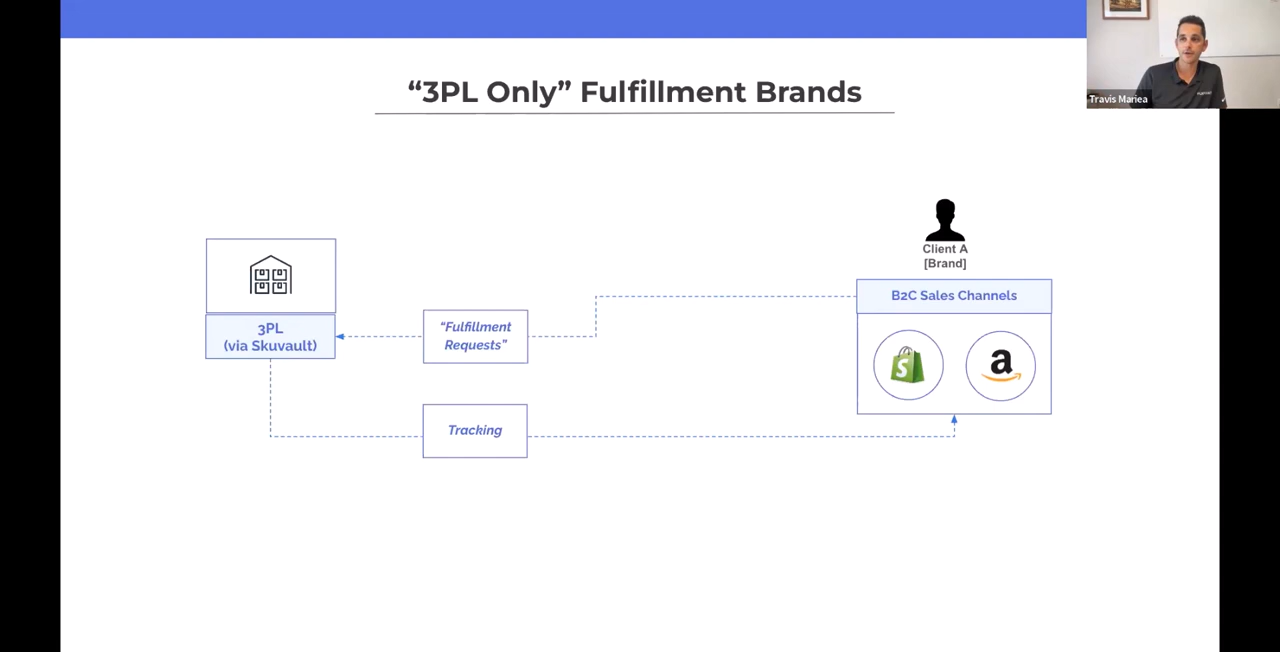 “3PL Only” Fulfillment Brands
Travis Mariea
Client A
[Brand]
B2C Sales Channels
3PL
(via Skuvault)
“Fulfillment
Requests”
Tracking
S
a